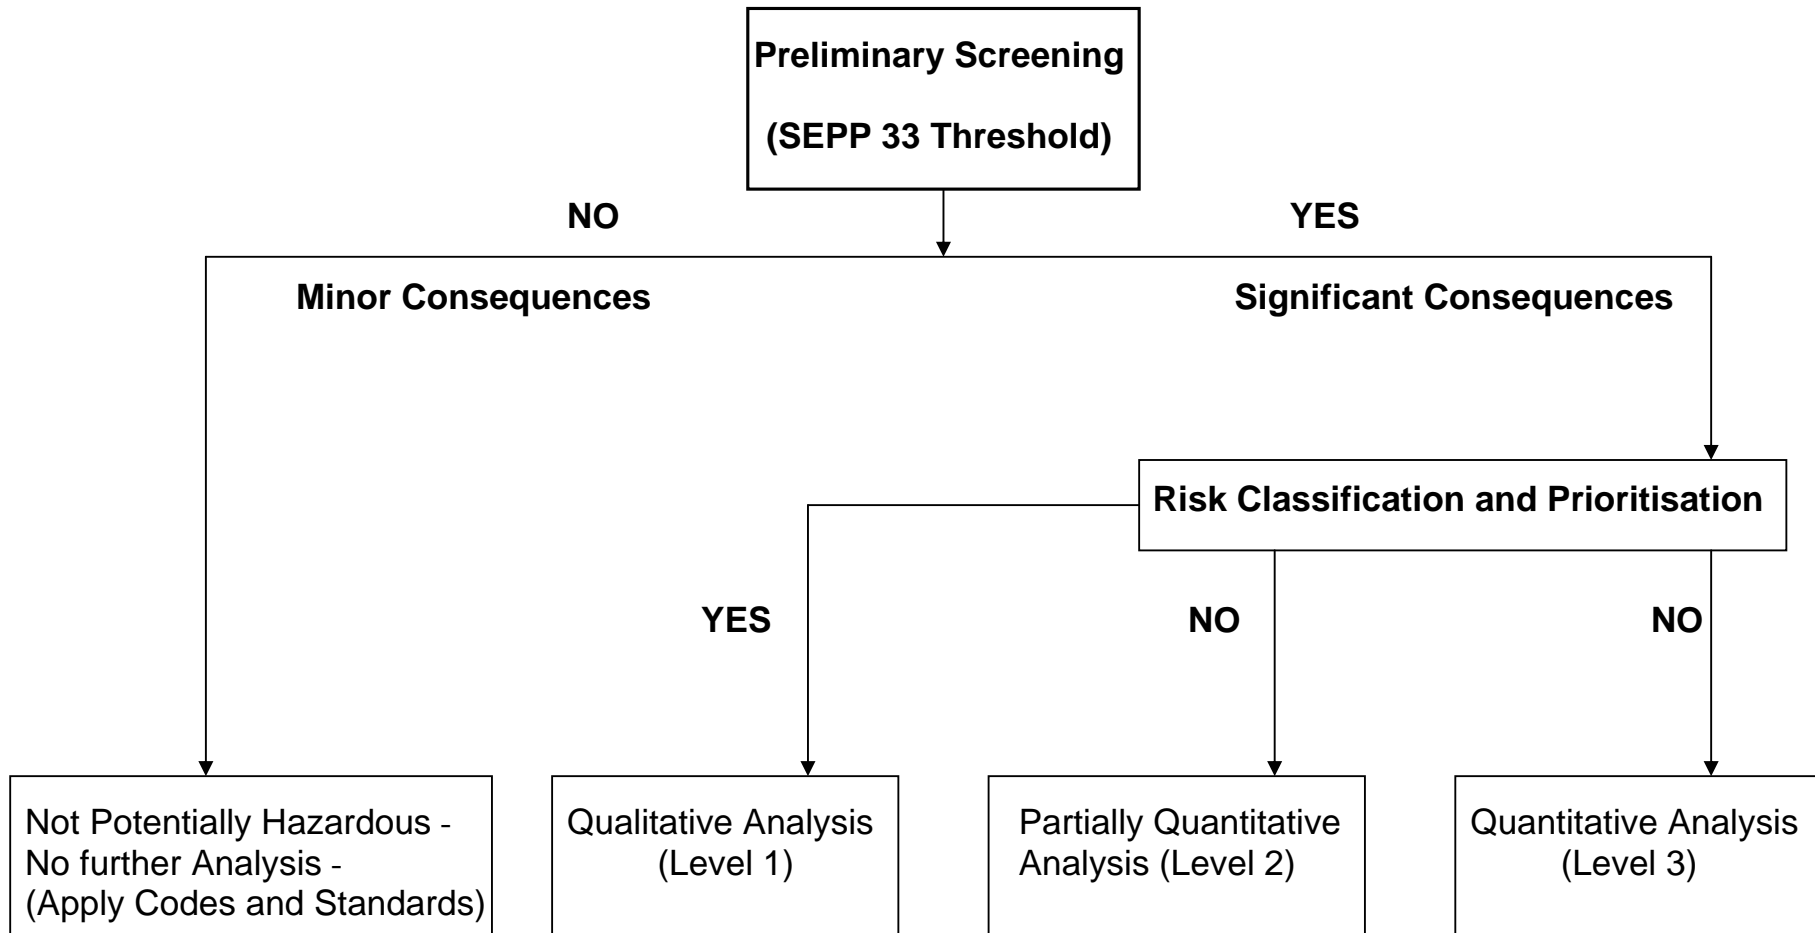 Preliminary Screening
(SEPP 33 Threshold)
NO
YES
Minor Consequences
Significant Consequences
Risk Classification and Prioritisation
YES
NO
NO
Not Potentially Hazardous -
No further Analysis -
(Apply Codes and Standards)
Qualitative Analysis
(Level 1)
Partially Quantitative
Analysis (Level 2)
Quantitative Analysis
(Level 3)